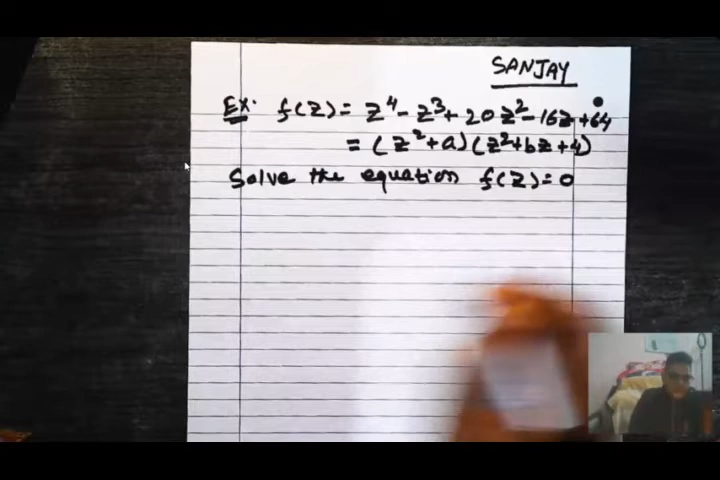 SANJAY
Ex. f(z) = z⁴ - z³ + 20z² - 16z + 64
= (z² + a)(z² + bz + 4)
Solve the equation f(z) = 0